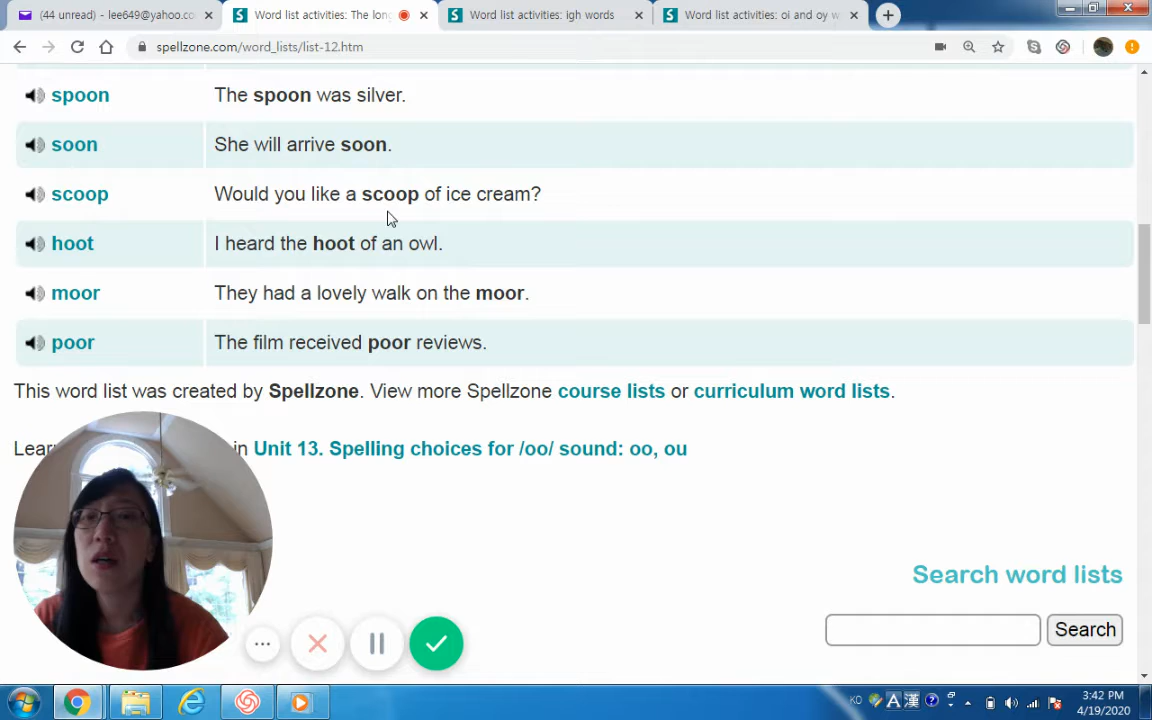 (44 unread) - lee649@yahoo.co
Word list activities: The long
Word list activities: igh words
Word list activities: oi and oy w
spellzone.com/word_lists/list-12.htm
spoon The spoon was silver.
soon She will arrive soon.
scoop Would you like a scoop of ice cream?
hoot I heard the hoot of an owl.
moor They had a lovely walk on the moor.
poor The film received poor reviews.
This word list was created by Spellzone. View more Spellzone course lists or curriculum word lists.
Lear in Unit 13. Spelling choices for /oo/ sound: oo, ou
Search word lists
Search
KO A 漢
3:42 PM
4/19/2020